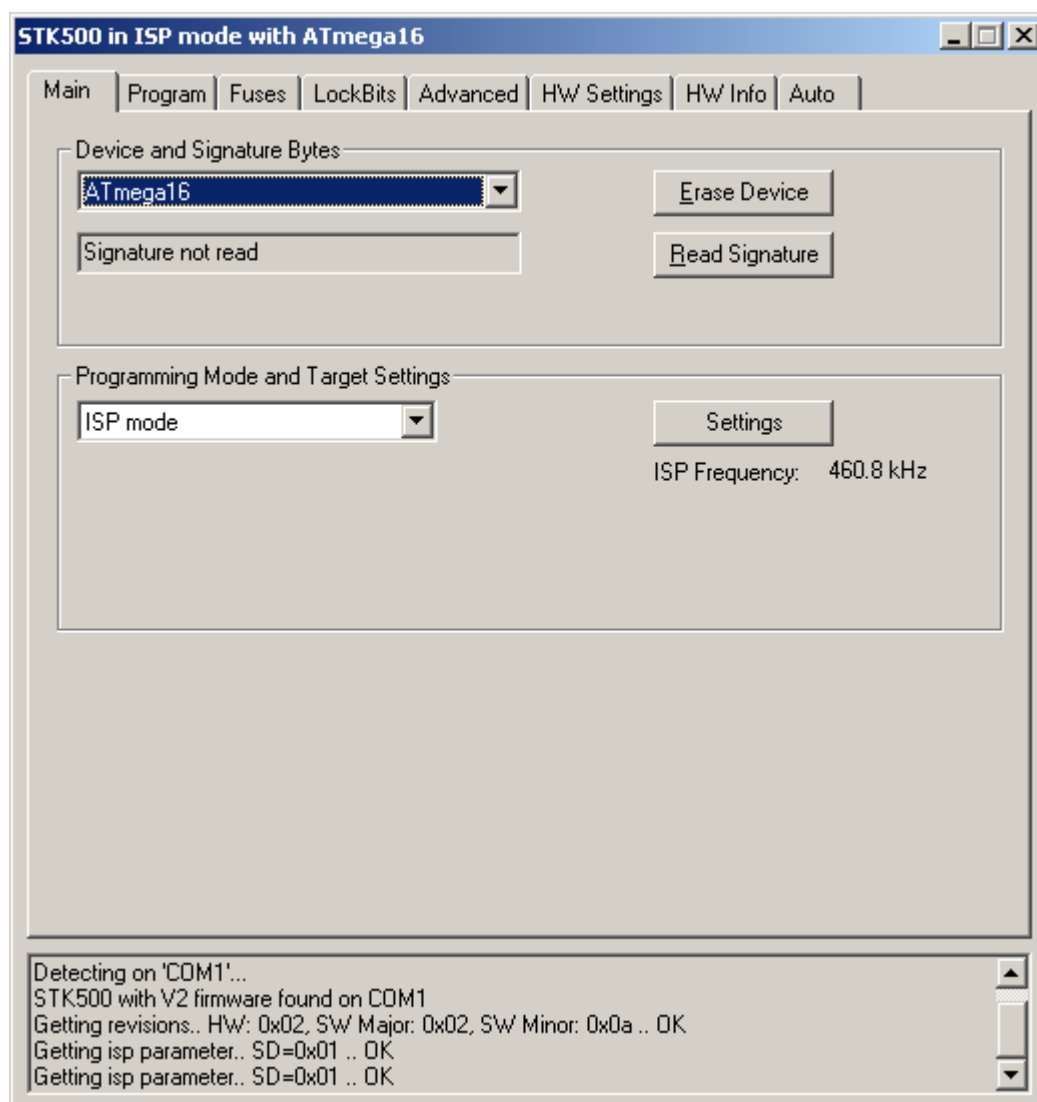 STK500 in ISP mode with ATmega16
Main Program Fuses LockBits Advanced HW Settings HW Info Auto
Device and Signature Bytes
ATmega16 Erase Device
Signature not read Read Signature
Programming Mode and Target Settings
ISP mode Settings
ISP Frequency: 460.8 kHz
Detecting on 'COM1'...
STK500 with V2 firmware found on COM1
Getting revisions.. HW: 0x02, SW Major: 0x02, SW Minor: 0x0a .. OK
Getting isp parameter.. SD=0x01 .. OK
Getting isp parameter.. SD=0x01 .. OK